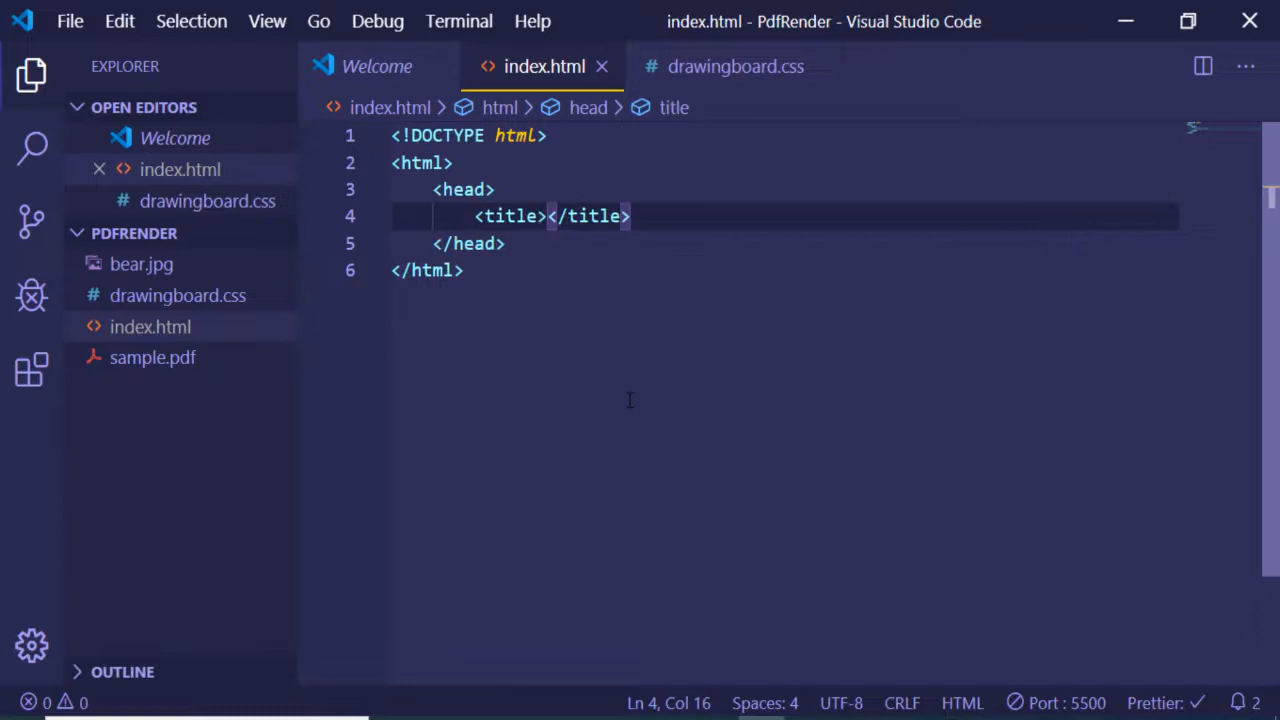 File Edit Selection View Go Debug Terminal Help index.html - PdfRender - Visual Studio Code
EXPLORER
OPEN EDITORS
Welcome
index.html
# drawingboard.css
PDFRENDER
bear.jpg
# drawingboard.css
index.html
sample.pdf
OUTLINE
Welcome index.html # drawingboard.css
index.html > html > head > title
1 <!DOCTYPE html>
2 <html>
3 <head>
4 <title></title>
5 </head>
6 </html>
0 0 Ln 4, Col 16 Spaces: 4 UTF-8 CRLF HTML Port : 5500 Prettier: ✓ 2